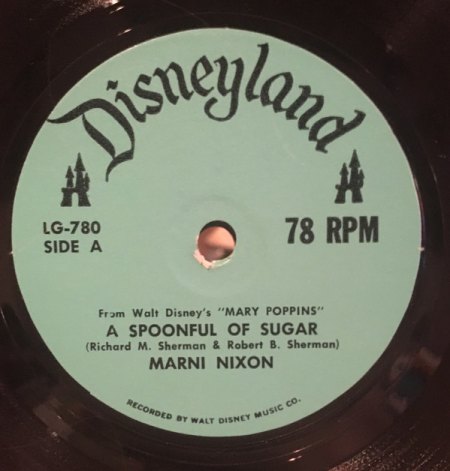 Disneyland
LG-780
SIDE A
78 RPM
From Walt Disney's "MARY POPPINS"
A SPOONFUL OF SUGAR
(Richard M. Sherman & Robert B. Sherman)
MARNI NIXON
RECORDED BY WALT DISNEY MUSIC CO.